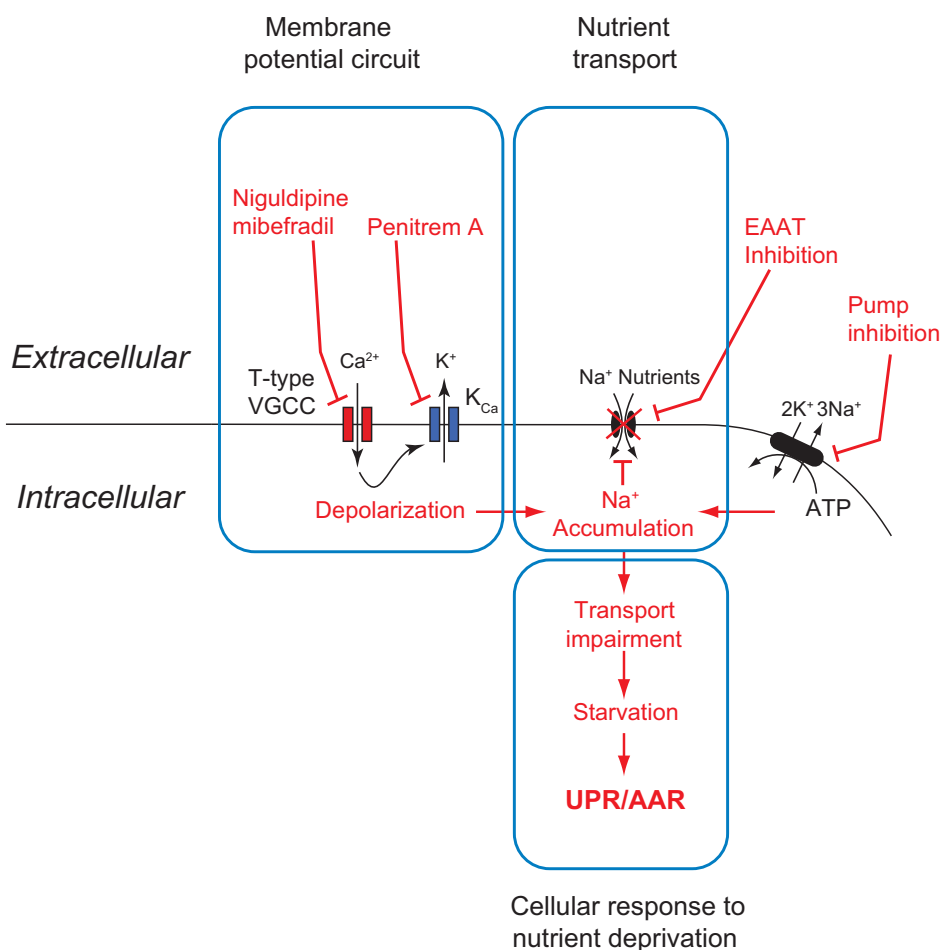 Membrane
potential circuit
Nutrient
transport
Niguldipine
mibefradil
Penitrem A
EAAT
Inhibition
Pump
inhibition
Extracellular
T-type
VGCC
Ca²⁺
K⁺
K_Ca
Na⁺ Nutrients
2K⁺ 3Na⁺
Intracellular
Depolarization
Na⁺
Accumulation
ATP
Transport
impairment
Starvation
UPR/AAR
Cellular response to
nutrient deprivation